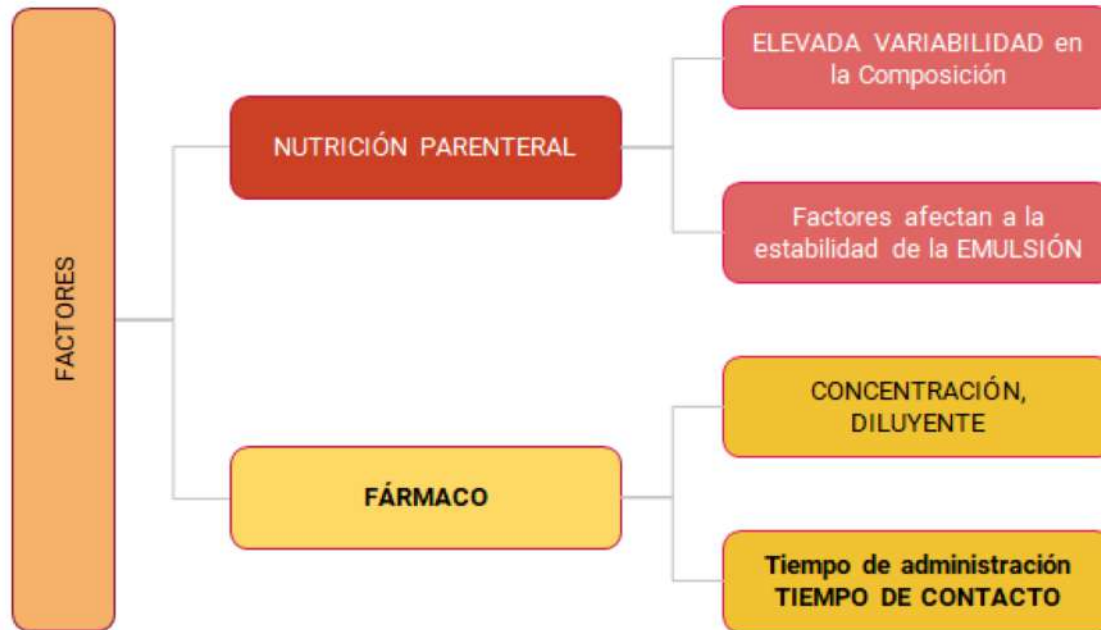 FACTORES
NUTRICIÓN PARENTERAL
ELEVADA VARIABILIDAD en
la Composición
Factores afectan a la
estabilidad de la EMULSIÓN
FÁRMACO
CONCENTRACIÓN,
DILUYENTE
Tiempo de administración
TIEMPO DE CONTACTO